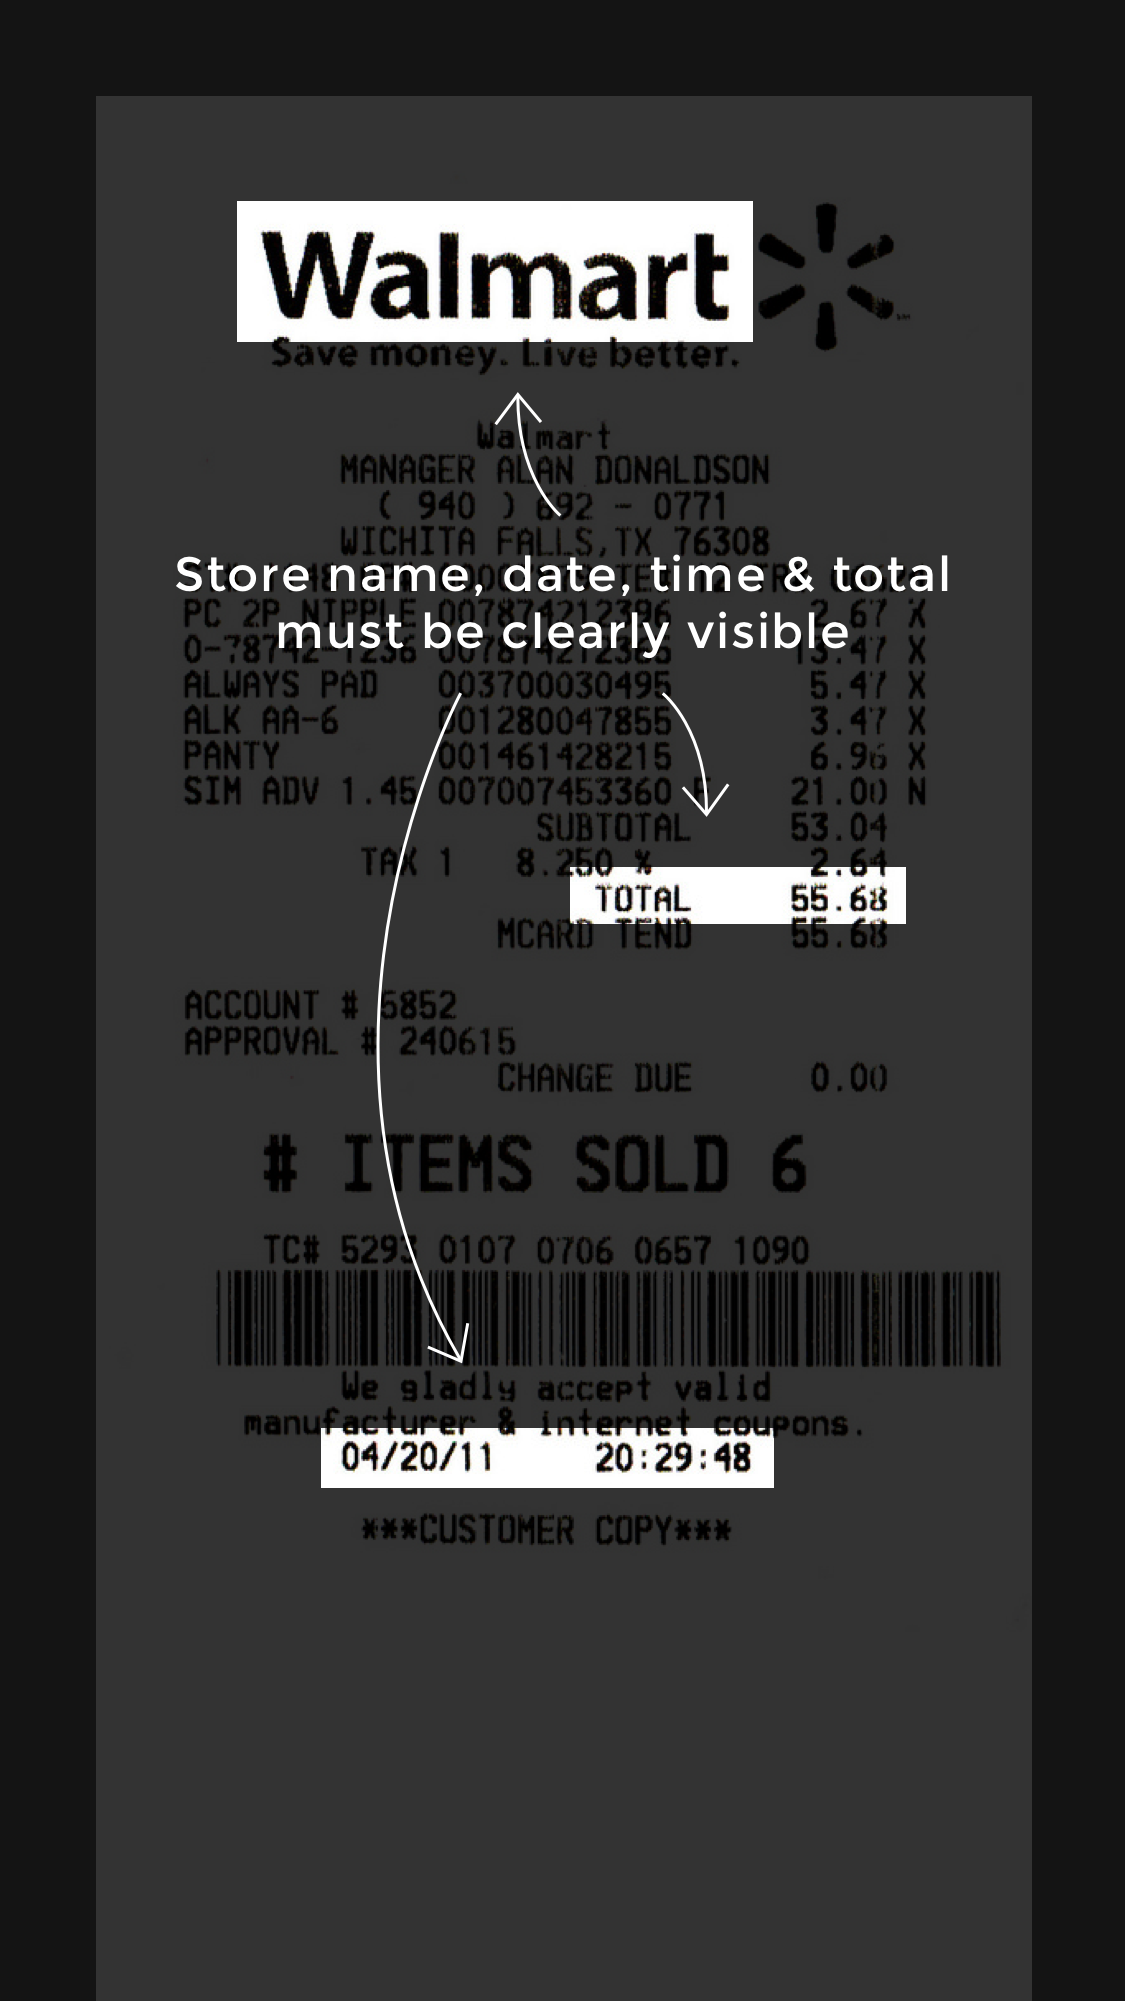 Walmart
Save money. Live better.
Walmart
MANAGER ALAN DONALDSON
( 940 ) 692 - 0771
WICHITA FALLS,TX 76308
Store name, date, time & total
must be clearly visible
PC 2P NIPPLE 007874212396 2.67 X
13.47 X
ALWAYS PAD 003700030495 5.47 X
ALK AA-6 001280047855 3.47 X
PANTY 001461428215 6.96 X
SIM ADV 1.45 007007453360 21.00 N
SUBTOTAL 53.04
TAX 1 8.250 % 2.64
TOTAL 55.68
MCARD TEND 55.68
ACCOUNT # 5852
APPROVAL # 240615
CHANGE DUE 0.00
# ITEMS SOLD 6
TC# 5293 0107 0706 0657 1090
We gladly accept valid
manufacturer & internet coupons.
04/20/11 20:29:48
***CUSTOMER COPY***